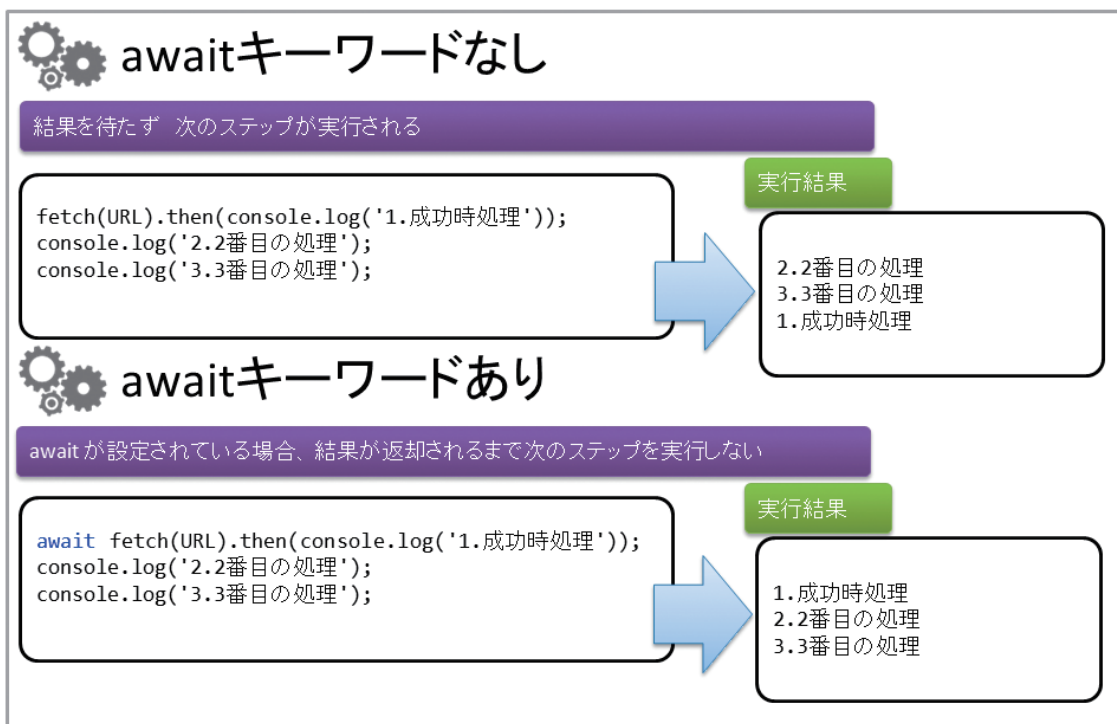 awaitキーワードなし
結果を待たず 次のステップが実行される
fetch(URL).then(console.log('1.成功時処理'));
console.log('2.2番目の処理');
console.log('3.3番目の処理');
実行結果
2.2番目の処理
3.3番目の処理
1.成功時処理
awaitキーワードあり
await が設定されている場合、結果が返却されるまで次のステップを実行しない
await fetch(URL).then(console.log('1.成功時処理'));
console.log('2.2番目の処理');
console.log('3.3番目の処理');
実行結果
1.成功時処理
2.2番目の処理
3.3番目の処理